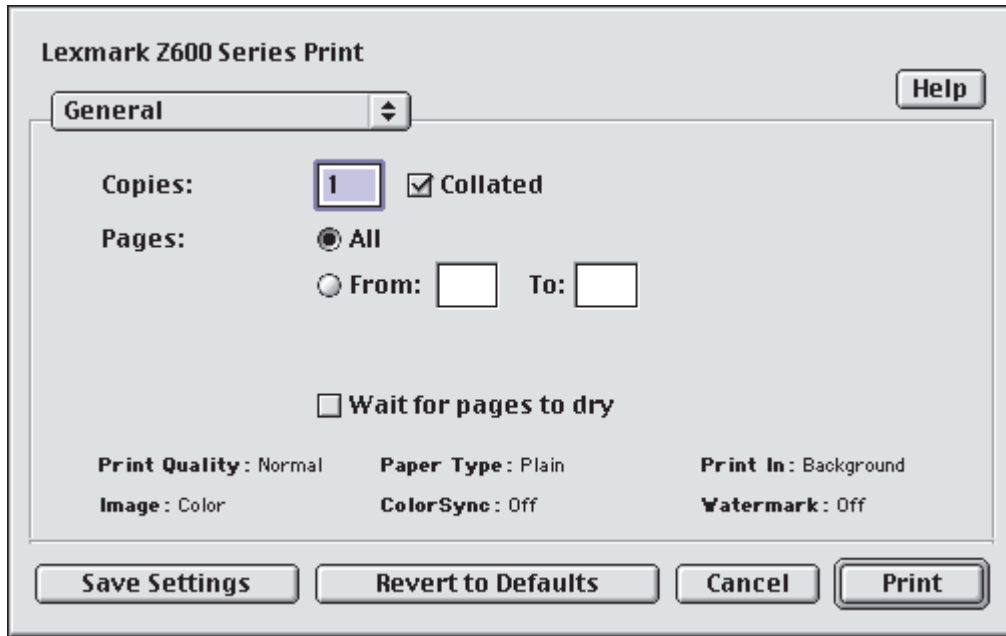 Lexmark Z600 Series Print
Help
General
Copies: 1 Collated
Pages: All
From: To:
Wait for pages to dry
Print Quality: Normal Paper Type: Plain Print In: Background
Image: Color ColorSync: Off Watermark: Off
Save Settings Revert to Defaults Cancel Print